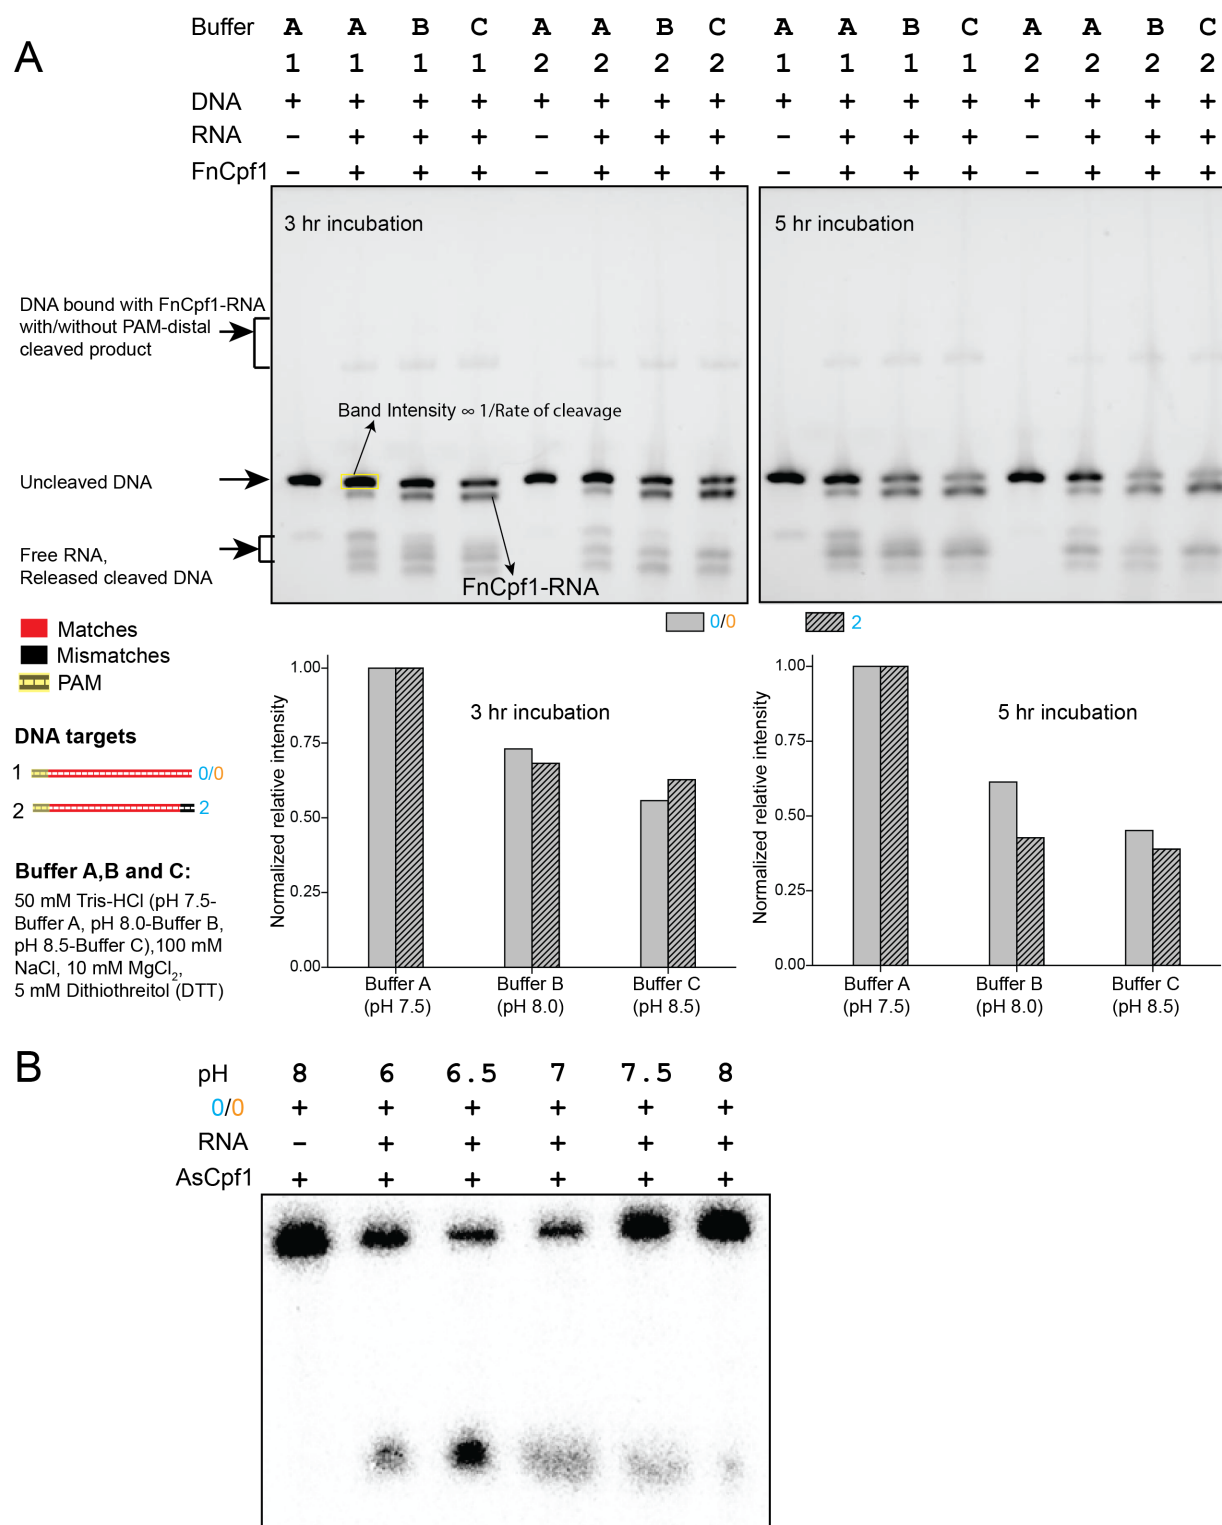 A
Buffer A A B C A A B C A A B C A A B C
1 1 1 1 2 2 2 2 1 1 1 1 2 2 2 2
DNA + + + + + + + + + + + + + + + +
RNA − + + + − + + + − + + + − + + +
FnCpf1 − + + + − + + + − + + + − + + +
3 hr incubation
5 hr incubation
DNA bound with FnCpf1-RNA
with/without PAM-distal
cleaved product
Band Intensity ∞ 1/Rate of cleavage
Uncleaved DNA
Free RNA,
Released cleaved DNA
FnCpf1-RNA
Matches
Mismatches
PAM
DNA targets
1 0/0
2 2
Buffer A,B and C:
50 mM Tris-HCl (pH 7.5-
Buffer A, pH 8.0-Buffer B,
pH 8.5-Buffer C),100 mM
NaCl, 10 mM MgCl2,
5 mM Dithiothreitol (DTT)
0/0 2
Normalized relative intensity
1.00
0.75
0.50
0.25
0.00
3 hr incubation
Buffer A Buffer B Buffer C
(pH 7.5) (pH 8.0) (pH 8.5)
Normalized relative intensity
1.00
0.75
0.50
0.25
0.00
5 hr incubation
Buffer A Buffer B Buffer C
(pH 7.5) (pH 8.0) (pH 8.5)
B
pH 8 6 6.5 7 7.5 8
0/0 + + + + + +
RNA − + + + + +
AsCpf1 + + + + + +